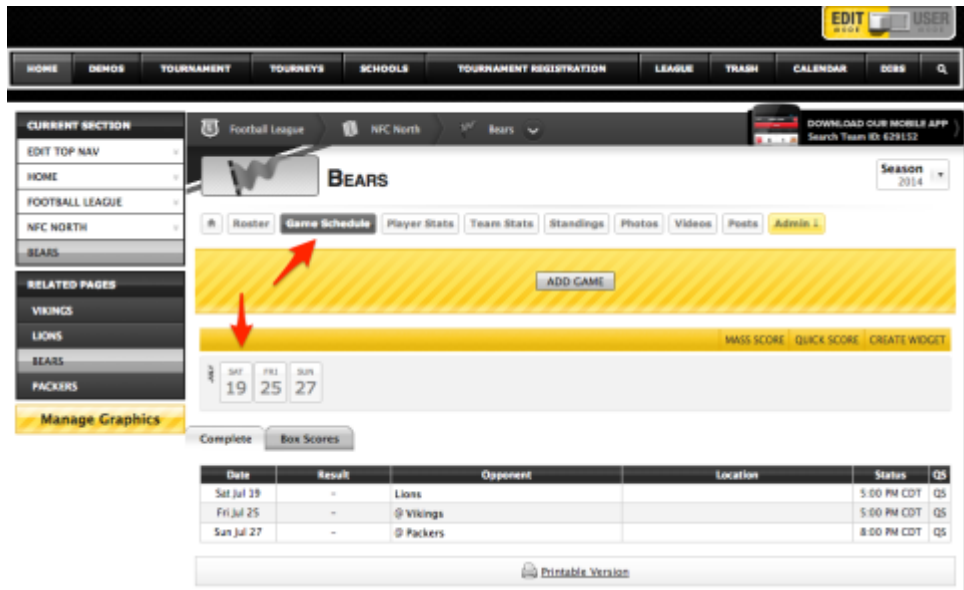 EDIT MODE USER MODE
HOME DEMOS TOURNAMENT TOURNEYS SCHOOLS TOURNAMENT REGISTRATION LEAGUE TRASH CALENDAR DIBS
CURRENT SECTION
EDIT TOP NAV
HOME
FOOTBALL LEAGUE
NFC NORTH
BEARS
RELATED PAGES
VIKINGS
LIONS
BEARS
PACKERS
Manage Graphics
Football League NFC North Bears
DOWNLOAD OUR MOBILE APP
Search Team ID: 629152
BEARS
Season
2014
Roster Game Schedule Player Stats Team Stats Standings Photos Videos Posts Admin
ADD GAME
MASS SCORE QUICK SCORE CREATE WIDGET
JULY
SAT FRI SUN
19 25 27
Complete Box Scores
Date Result Opponent Location Status QS
Sat Jul 19 - Lions 5:00 PM CDT QS
Fri Jul 25 - @ Vikings 5:00 PM CDT QS
Sun Jul 27 - @ Packers 8:00 PM CDT QS
Printable Version